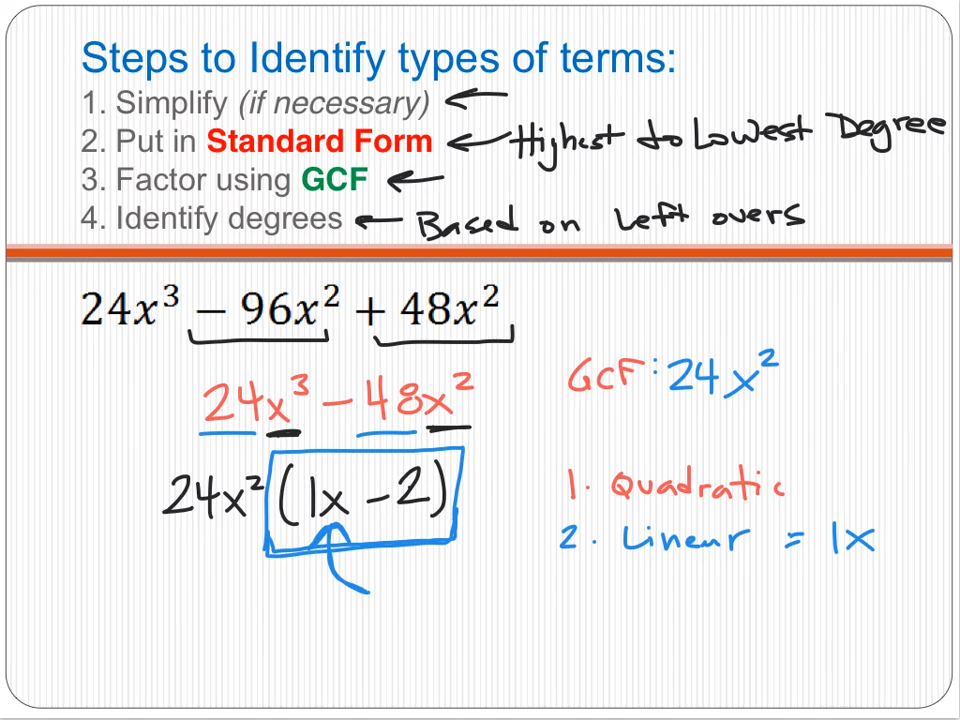 Steps to Identify types of terms:
1. Simplify (if necessary) ←
2. Put in Standard Form ← Highest to Lowest Degree
3. Factor using GCF ←
4. Identify degrees ← Based on Left overs
24x³ − 96x² + 48x²
GCF: 24x²
24x³ − 48x²
24x² (1x − 2)
1. Quadratic
2. Linear = 1x